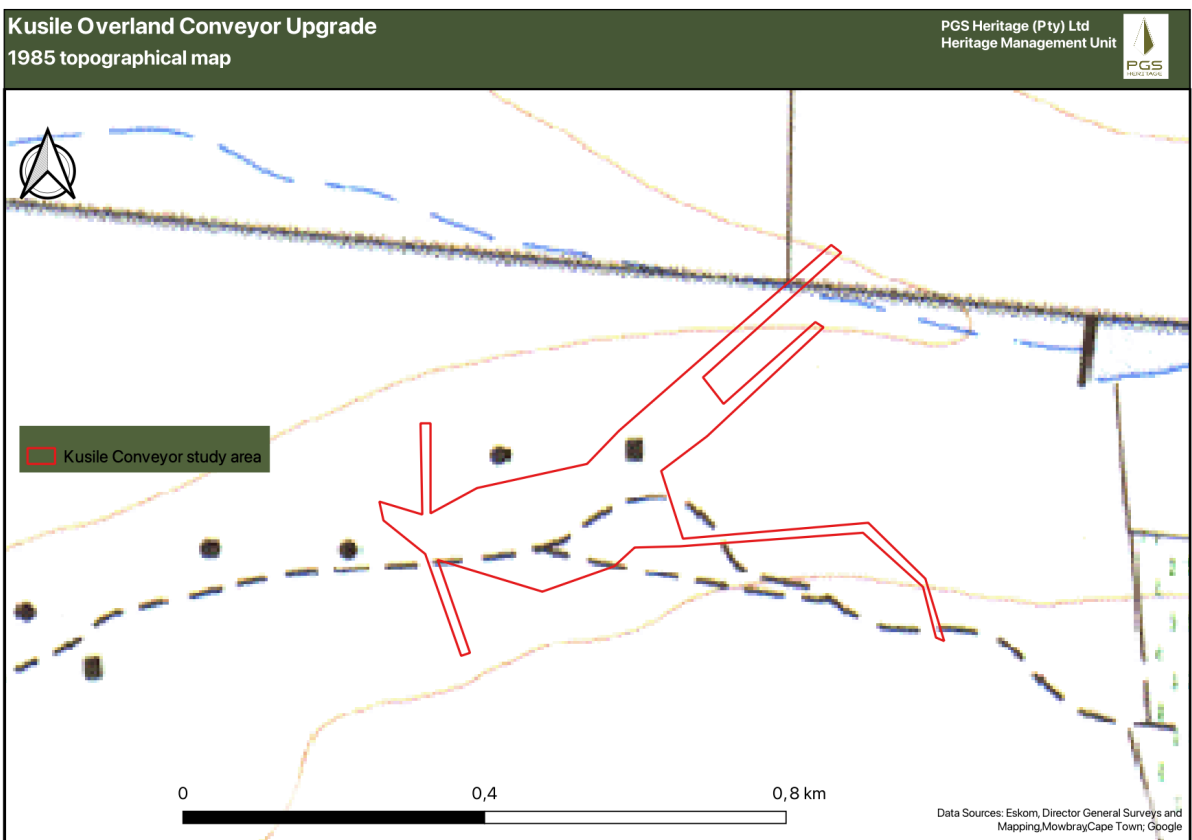 Kusile Overland Conveyor Upgrade
1985 topographical map
PGS Heritage (Pty) Ltd
Heritage Management Unit
PGS
HERITAGE
Kusile Conveyor study area
0
0,4
0,8 km
Data Sources: Eskom, Director General Surveys and
Mapping,Mowbray,Cape Town; Google